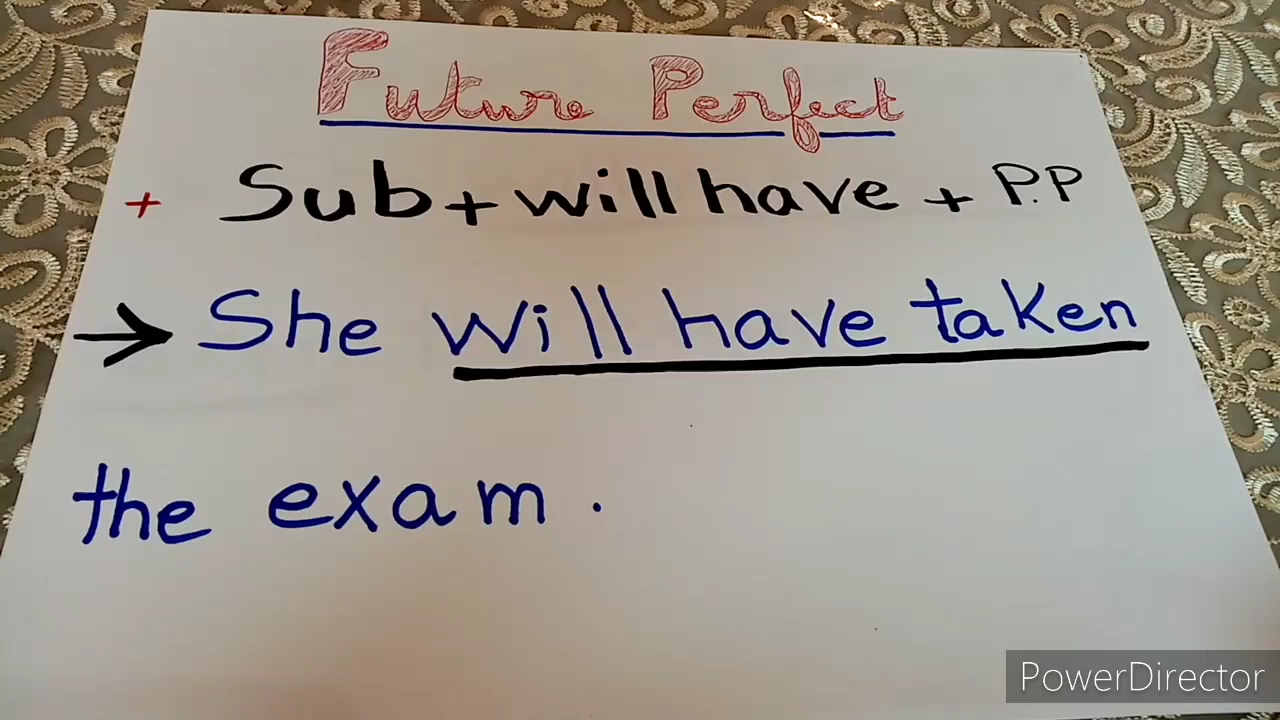 Future Perfect
+ Sub + will have + P.P
→ She will have taken
the exam.
PowerDirector